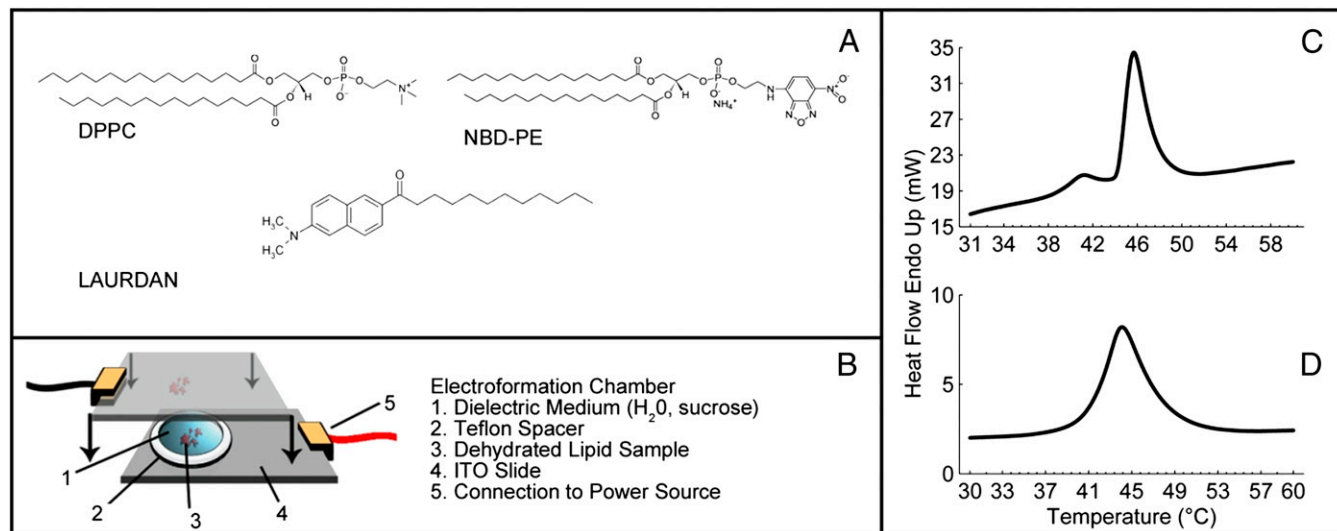 A
DPPC
NBD-PE
LAURDAN
O
O
O
O
H
O
P
O
O⁻
O
N⁺
O
O
O
O
H
O
P
O
O⁻
O
NH₄⁺
H
N
N
O
N
N⁺
O⁻
O
O
H₃C
N
H₃C
B
Electroformation Chamber
1. Dielectric Medium (H₂0, sucrose)
2. Teflon Spacer
3. Dehydrated Lipid Sample
4. ITO Slide
5. Connection to Power Source
1
2
3
4
5
C
35
31
27
23
19
15
31 34 38 42 46 50 54 58
Heat Flow Endo Up (mW)
D
10
5
0
30 33 37 41 45 49 53 57 60
Temperature (°C)